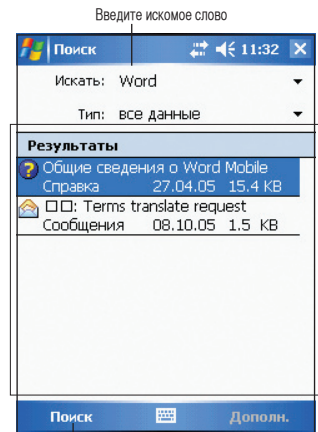 Введите искомое слово
Поиск 11:32
Искать: Word
Тип: все данные
Результаты
Общие сведения о Word Mobile
Справка 27.04.05 15.4 KB
□□: Terms translate request
Сообщения 08.10.05 1.5 KB
Поиск Дополн.